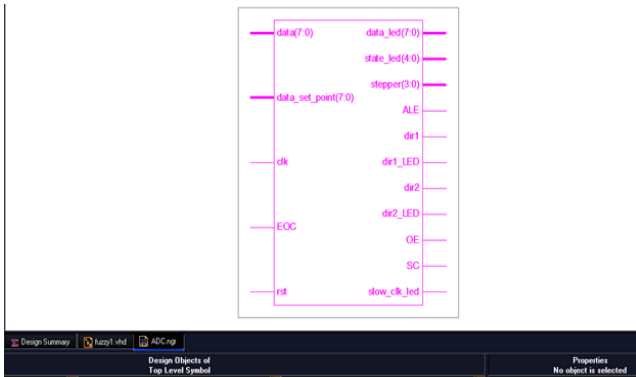 data(7:0) data_led(7:0)
state_led(4:0)
stepper(3:0)
data_set_point(7:0)
ALE
dir1
clk dir1_LED
dir2
dir2_LED
EOC
OE
SC
rst slow_clk_led
Design Summary fuzzy1.vhd ADC.ngr
Design Objects of Properties
Top Level Symbol No object is selected